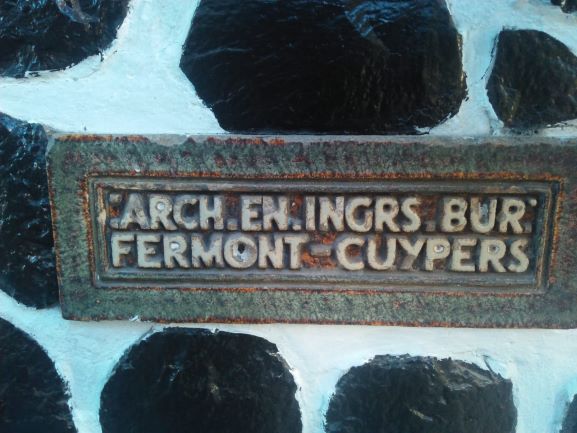 ARCH. EN. INGRS. BUR.
FERMONT-CUYPERS